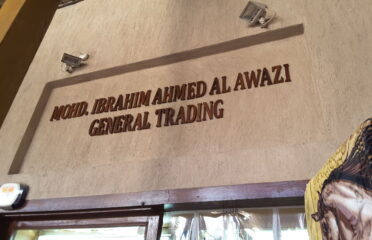 MOHD. IBRAHIM AHMED AL AWAZI
GENERAL TRADING